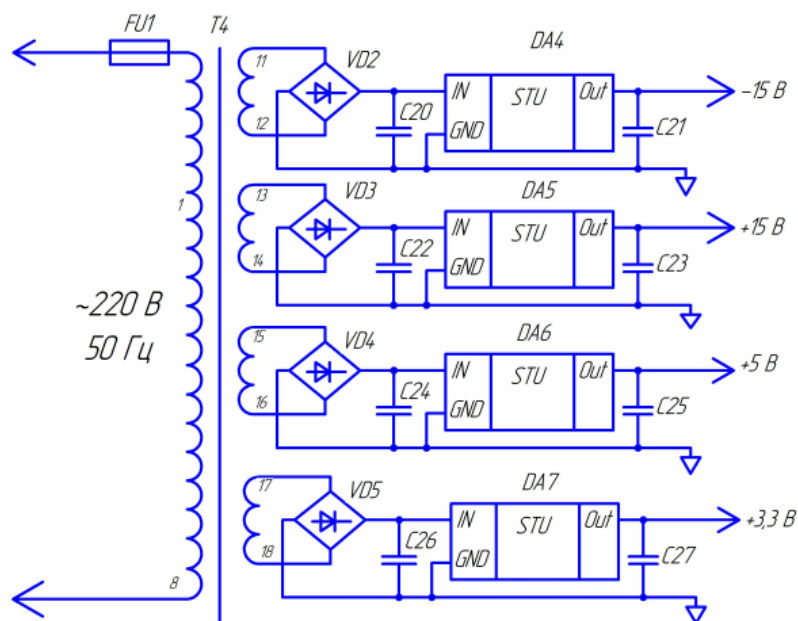 FU1
T4
1
8
~220 В
50 Гц
11
12
VD2
C20
IN
GND
STU
Out
DA4
C21
−15 В
13
14
VD3
C22
IN
GND
STU
Out
DA5
C23
+15 В
15
16
VD4
C24
IN
GND
STU
Out
DA6
C25
+5 В
17
18
VD5
C26
IN
GND
STU
Out
DA7
C27
+3,3 В